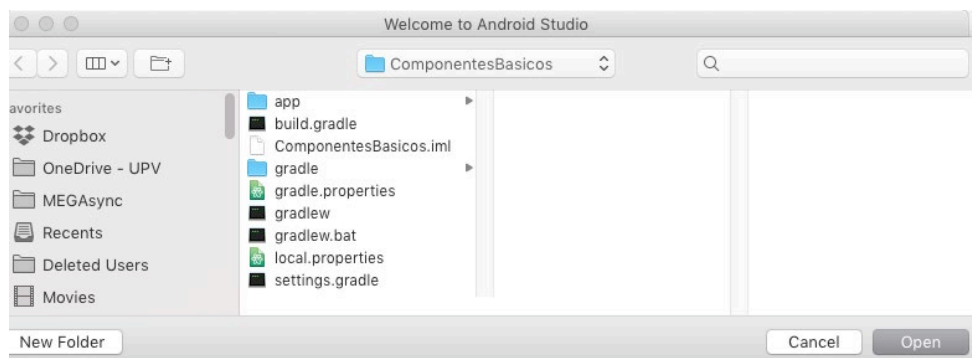 Welcome to Android Studio
ComponentesBasicos
avorites
Dropbox
OneDrive - UPV
MEGAsync
Recents
Deleted Users
Movies
app
build.gradle
ComponentesBasicos.iml
gradle
gradle.properties
gradlew
gradlew.bat
local.properties
settings.gradle
New Folder
Cancel
Open